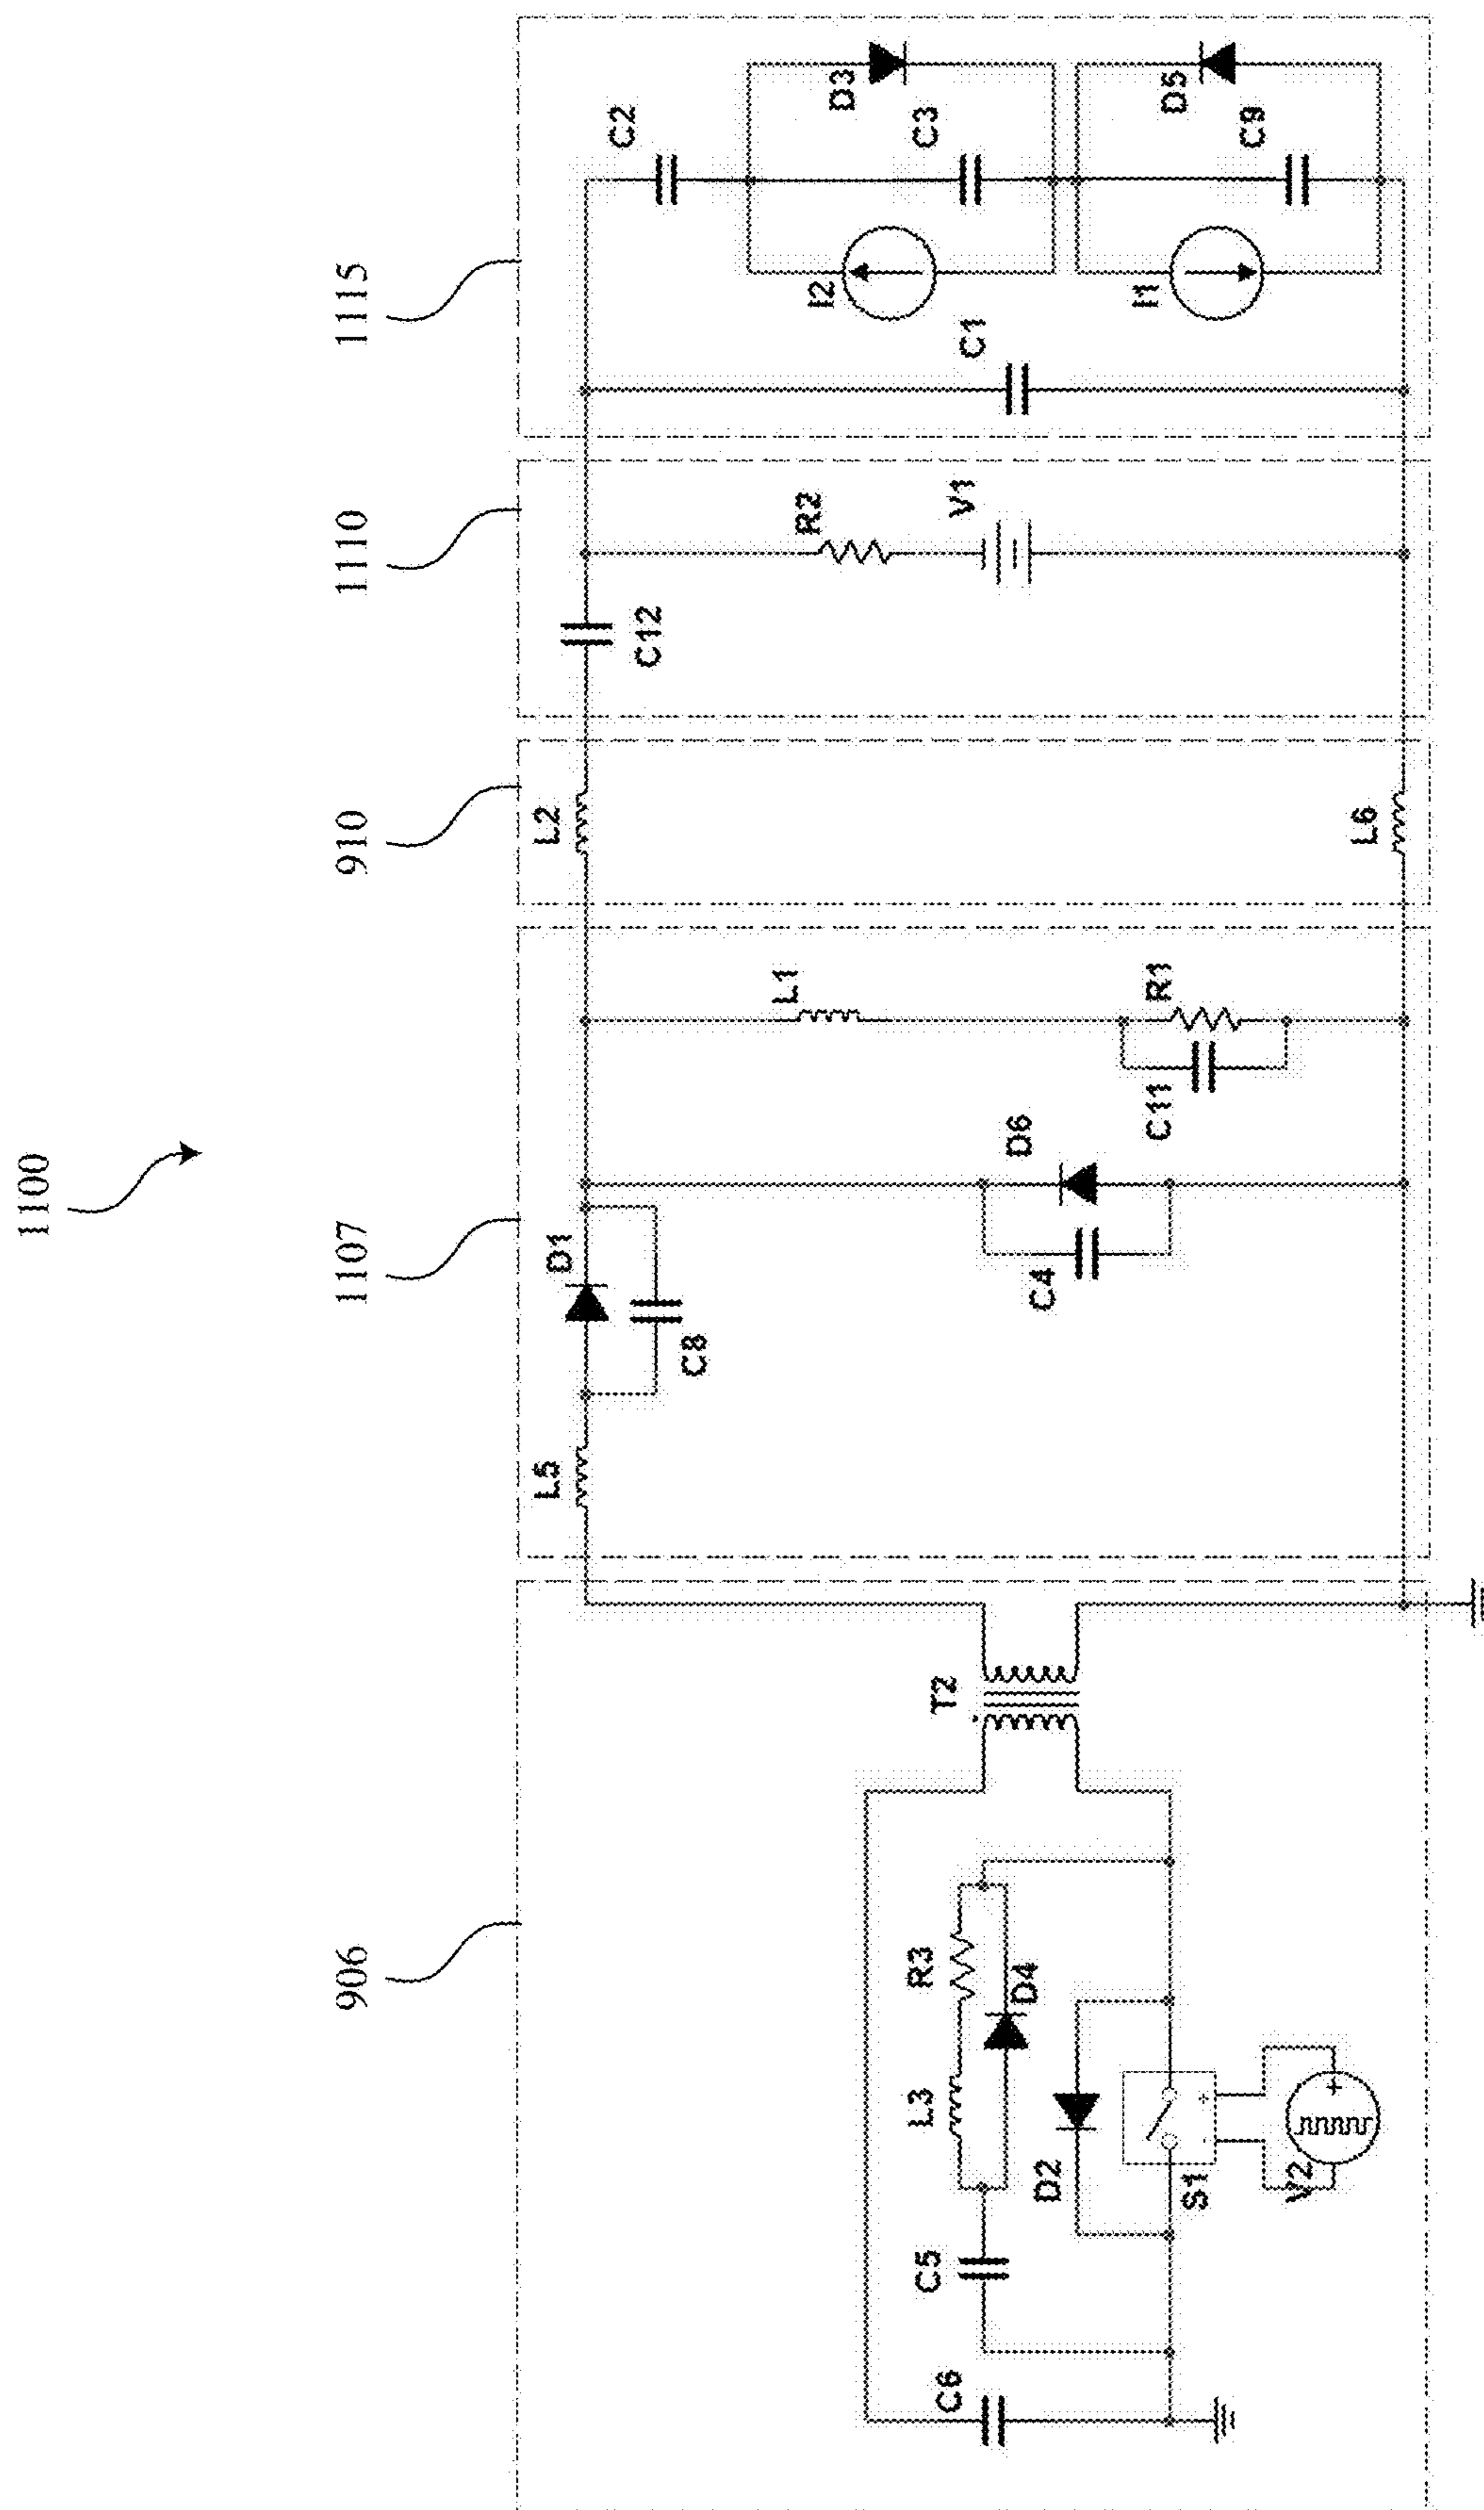 1100
906
1107
910
1110
1115
C6
C5
L3
R3
D4
D2
S1
V2
+
-
+
T2
L5
D1
C8
C4
D6
L1
C11
R1
L2
L6
C12
R2
V1
C1
C2
I2
C3
D3
I1
C9
D5